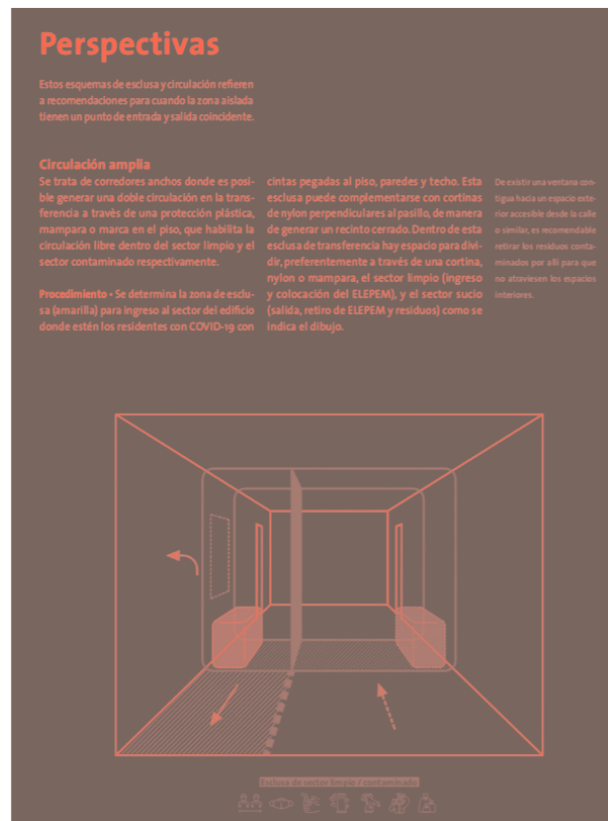 Perspectivas
Estos esquemas de esclusa y circulación refieren
a recomendaciones para cuando la zona aislada
tienen un punto de entrada y salida coincidente.
Circulación amplia
Se trata de corredores anchos donde es posi-
ble generar una doble circulación en la trans-
ferencia a través de una protección plástica,
mampara o marca en el piso, que habilita la
circulación libre dentro del sector limpio y el
sector contaminado respectivamente.
Procedimiento - Se determina la zona de esclu-
sa (amarilla) para ingreso al sector del edificio
donde estén los residentes con COVID-19 con
cintas pegadas al piso, paredes y techo. Esta
esclusa puede complementarse con cortinas
de nylon perpendiculares al pasillo, de manera
de generar un recinto cerrado. Dentro de esta
esclusa de transferencia hay espacio para divi-
dir, preferentemente a través de una cortina,
nylon o mampara, el sector limpio (ingreso
y colocación del ELEPEM), y el sector sucio
(salida, retiro de ELEPEM y residuos) como se
indica el dibujo.
De existir una ventana con-
tigua hacia un espacio exte-
rior accesible desde la calle
o similar, es recomendable
retirar los residuos conta-
minados por allí para que
no atraviesen los espacios
interiores.
Esclusa de sector limpio / contaminado